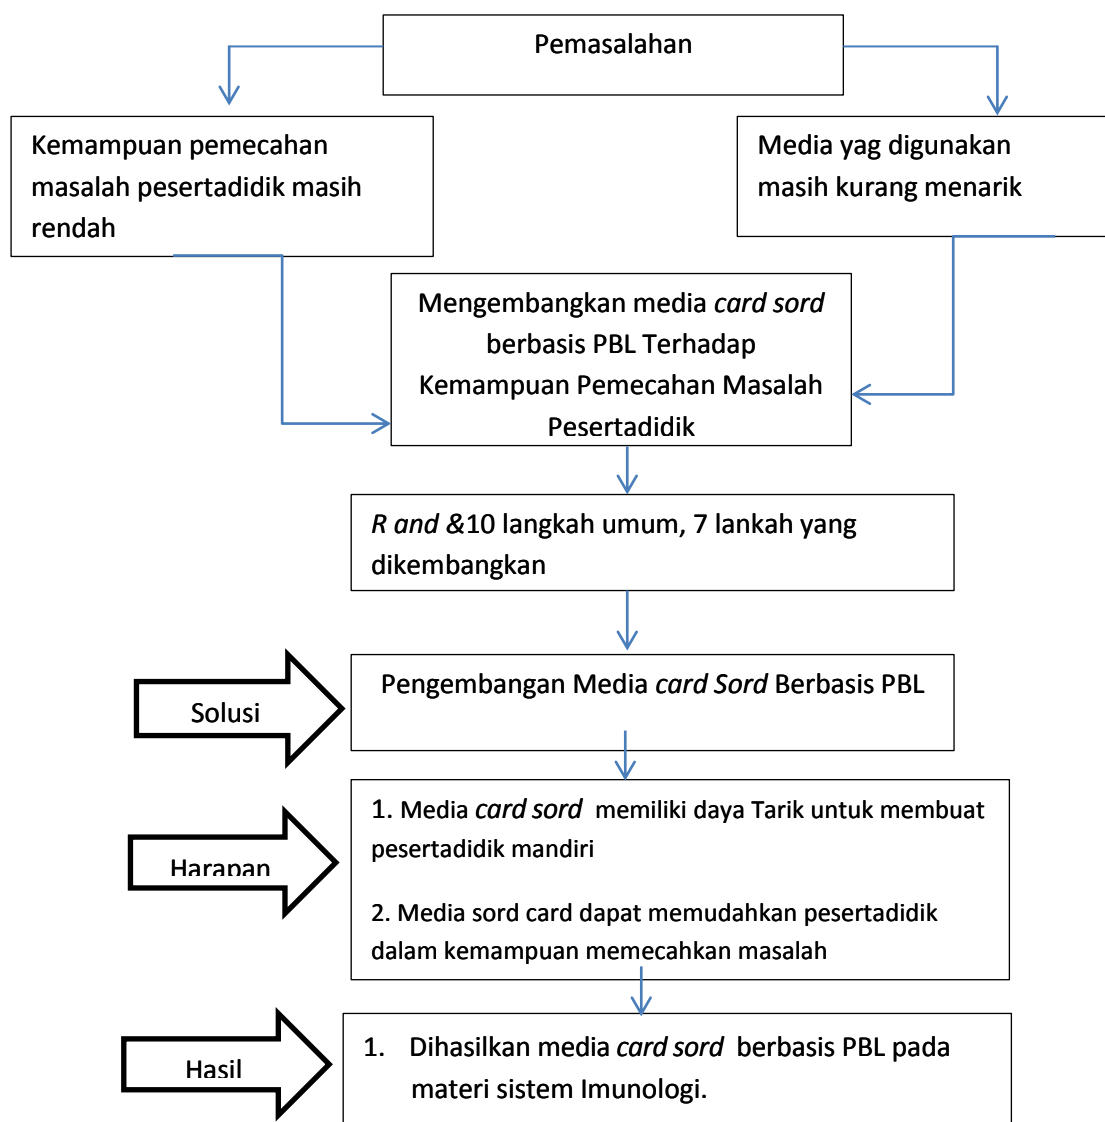 Pemasalahan
Kemampuan pemecahan
masalah pesertadidik masih
rendah
Media yag digunakan
masih kurang menarik
Mengembangkan media card sord
berbasis PBL Terhadap
Kemampuan Pemecahan Masalah
Pesertadidik
R and &10 langkah umum, 7 lankah yang
dikembangkan
Solusi
Pengembangan Media card Sord Berbasis PBL
Harapan
1. Media card sord memiliki daya Tarik untuk membuat
pesertadidik mandiri
2. Media sord card dapat memudahkan pesertadidik
dalam kemampuan memecahkan masalah
Hasil
1. Dihasilkan media card sord berbasis PBL pada
materi sistem Imunologi.